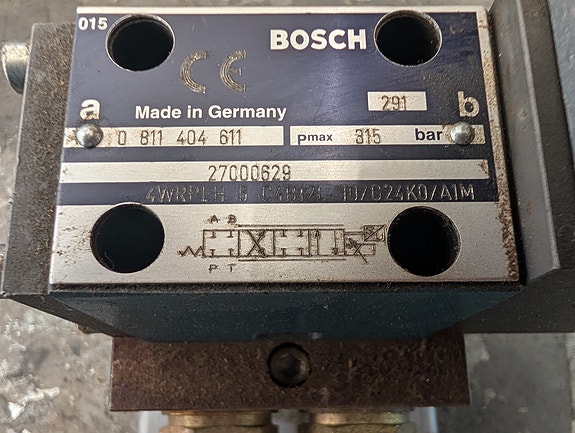 015
BOSCH
CE
Made in Germany 291
a b
0 811 404 611 pmax 315 bar
27000629
4WRPEH 6 C4B12L-10/G24K0/A1M
A B
P T